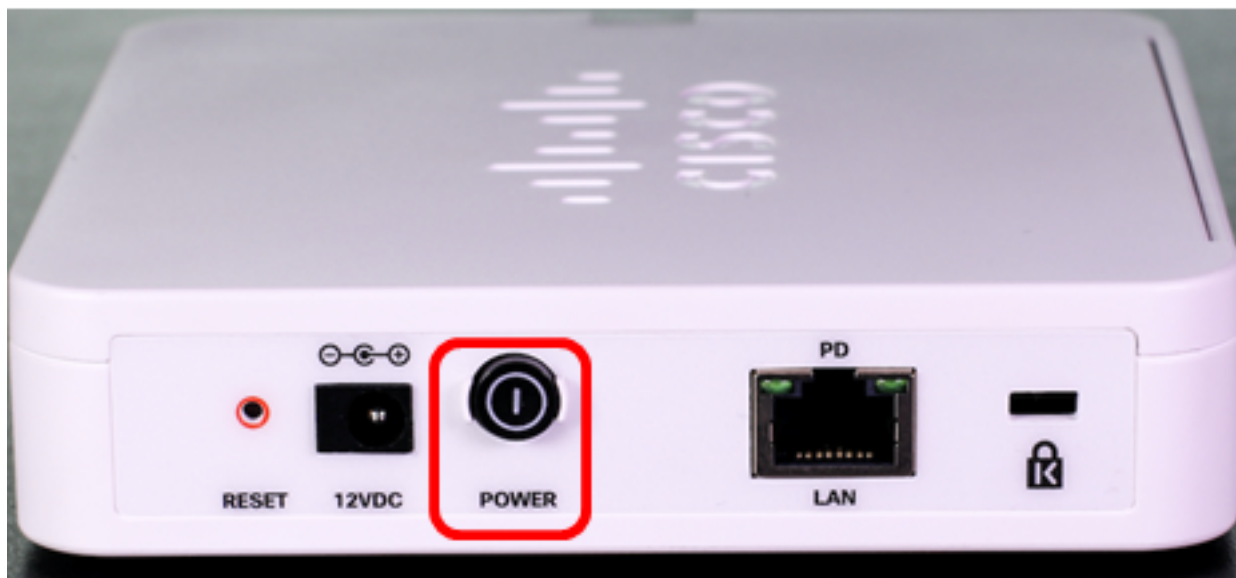 CISCO
PD
RESET
12VDC
POWER
LAN
K